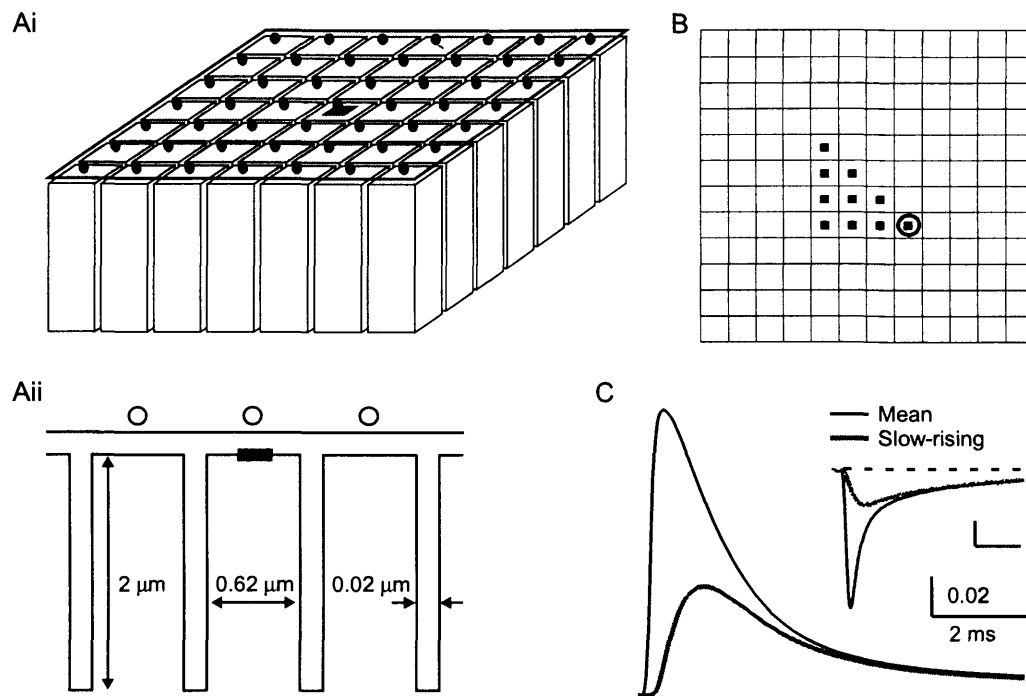 Ai
B
Aii
2 μm
0.62 μm
0.02 μm
C
Mean
Slow-rising
0.02
2 ms